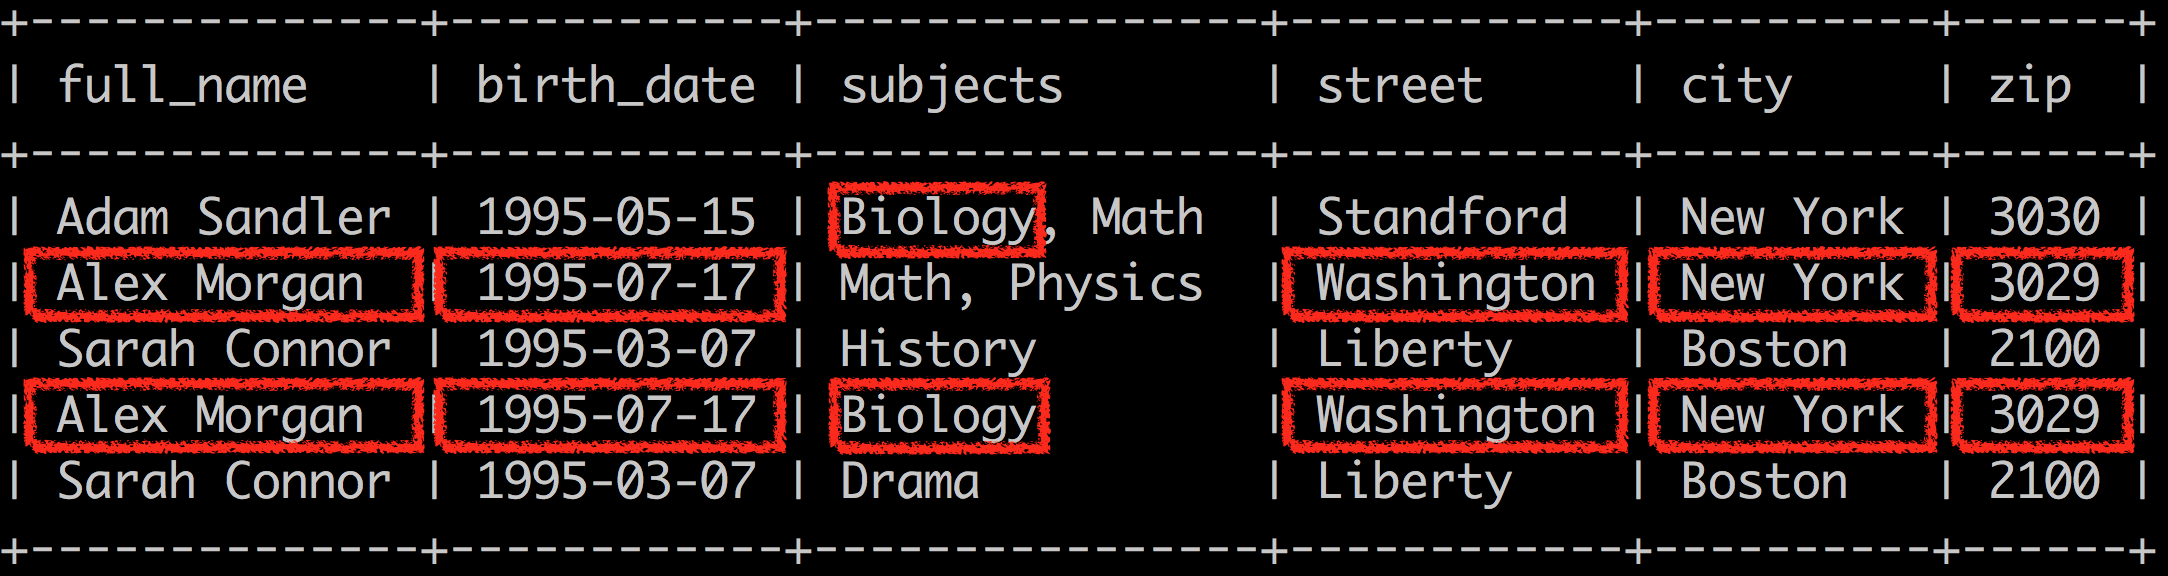 +--------------+------------+----------------+------------+----------+------+
| full_name | birth_date | subjects | street | city | zip |
+--------------+------------+----------------+------------+----------+------+
| Adam Sandler | 1995-05-15 | Biology, Math | Standford | New York | 3030 |
| Alex Morgan | 1995-07-17 | Math, Physics | Washington | New York | 3029 |
| Sarah Connor | 1995-03-07 | History | Liberty | Boston | 2100 |
| Alex Morgan | 1995-07-17 | Biology | Washington | New York | 3029 |
| Sarah Connor | 1995-03-07 | Drama | Liberty | Boston | 2100 |
+--------------+------------+----------------+------------+----------+------+